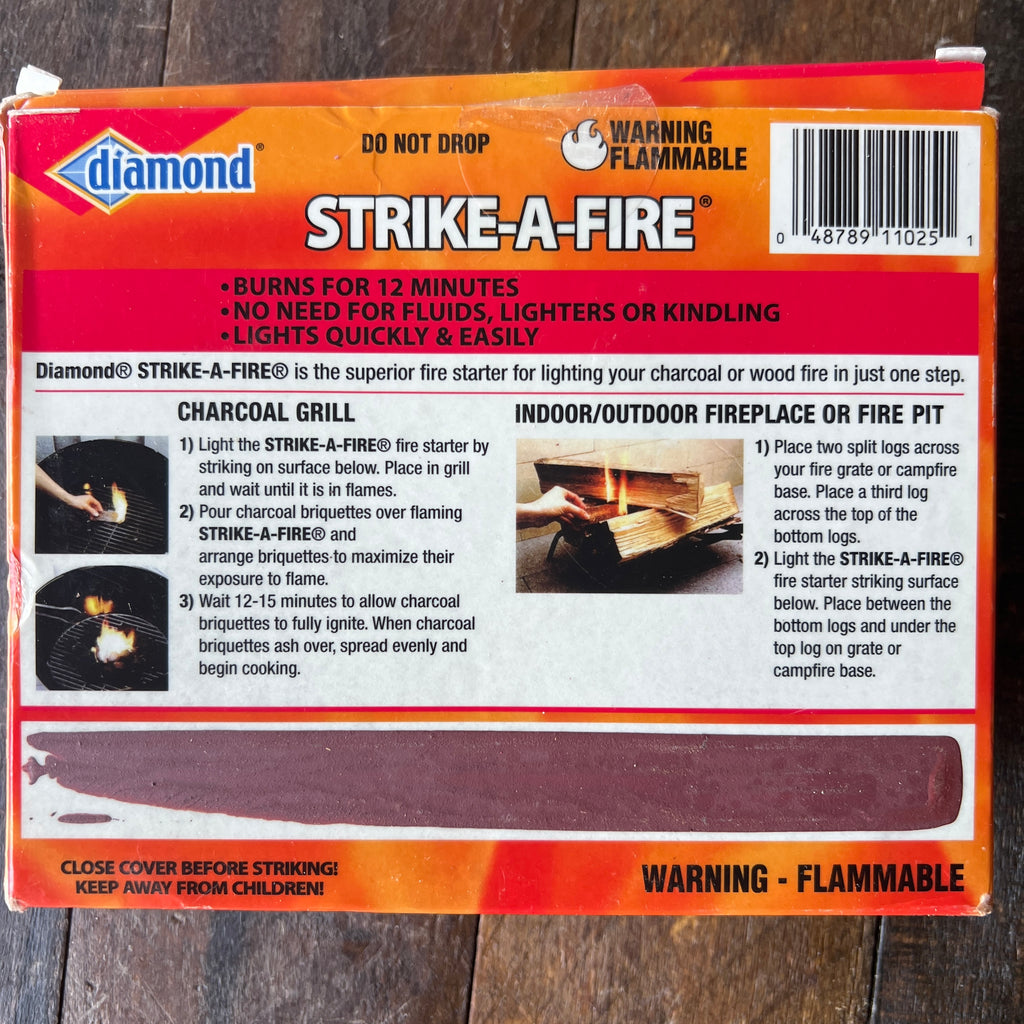 diamond®
DO NOT DROP
WARNING
FLAMMABLE
STRIKE-A-FIRE®
0 48789 11025 1
•BURNS FOR 12 MINUTES
•NO NEED FOR FLUIDS, LIGHTERS OR KINDLING
•LIGHTS QUICKLY & EASILY
Diamond® STRIKE-A-FIRE® is the superior fire starter for lighting your charcoal or wood fire in just one step.
CHARCOAL GRILL
1) Light the STRIKE-A-FIRE® fire starter by
striking on surface below. Place in grill
and wait until it is in flames.
2) Pour charcoal briquettes over flaming
STRIKE-A-FIRE® and
arrange briquettes to maximize their
exposure to flame.
3) Wait 12-15 minutes to allow charcoal
briquettes to fully ignite. When charcoal
briquettes ash over, spread evenly and
begin cooking.
INDOOR/OUTDOOR FIREPLACE OR FIRE PIT
1) Place two split logs across
your fire grate or campfire
base. Place a third log
across the top of the
bottom logs.
2) Light the STRIKE-A-FIRE®
fire starter striking surface
below. Place between the
bottom logs and under the
top log on grate or
campfire base.
CLOSE COVER BEFORE STRIKING!
KEEP AWAY FROM CHILDREN!
WARNING - FLAMMABLE